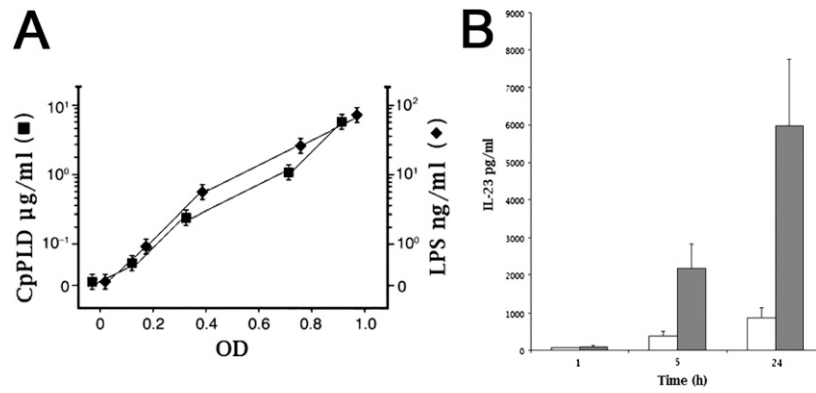 A
CpPLD µg/ml (■)
10¹
10⁰
10⁻¹
0
0 0.2 0.4 0.6 0.8 1.0
OD
10²
10¹
10⁰
0
LPS ng/ml (◆)
B
IL-23 pg/ml
9000
8000
7000
6000
5000
4000
3000
2000
1000
0
1 5 24
Time (h)